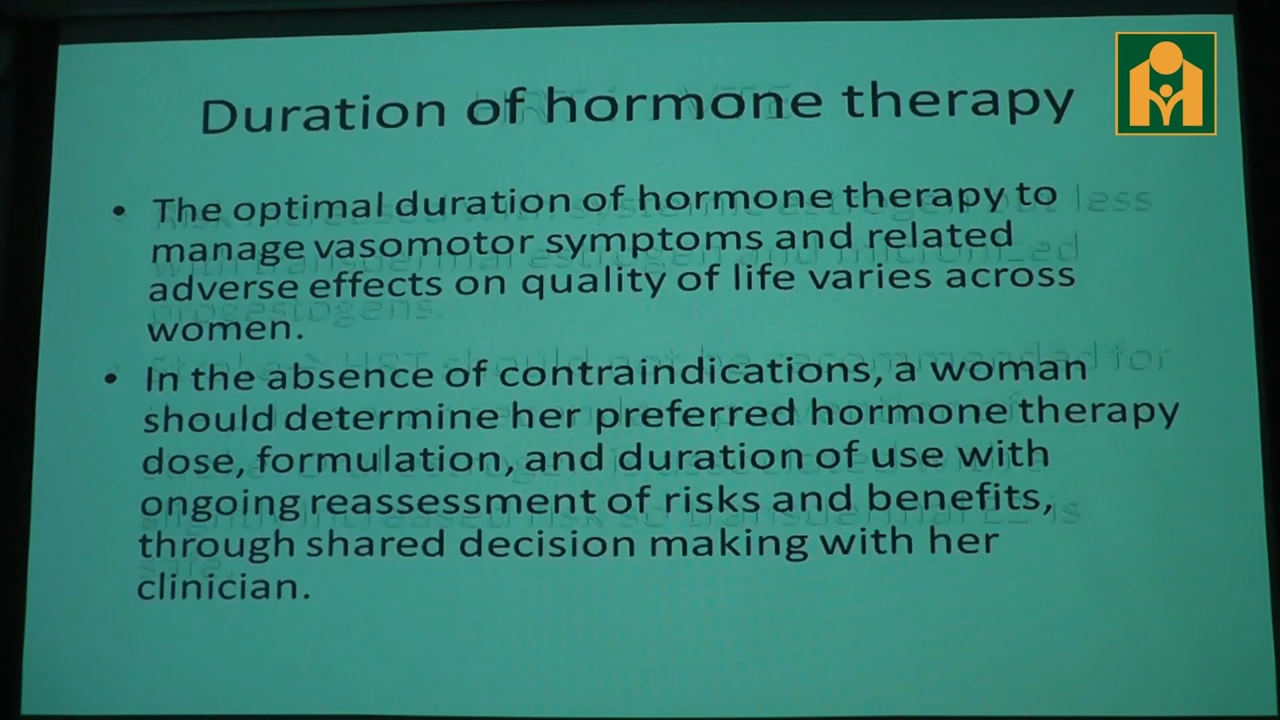 Duration of hormone therapy
• The optimal duration of hormone therapy to
manage vasomotor symptoms and related
adverse effects on quality of life varies across
women.
• In the absence of contraindications, a woman
should determine her preferred hormone therapy
dose, formulation, and duration of use with
ongoing reassessment of risks and benefits,
through shared decision making with her
clinician.